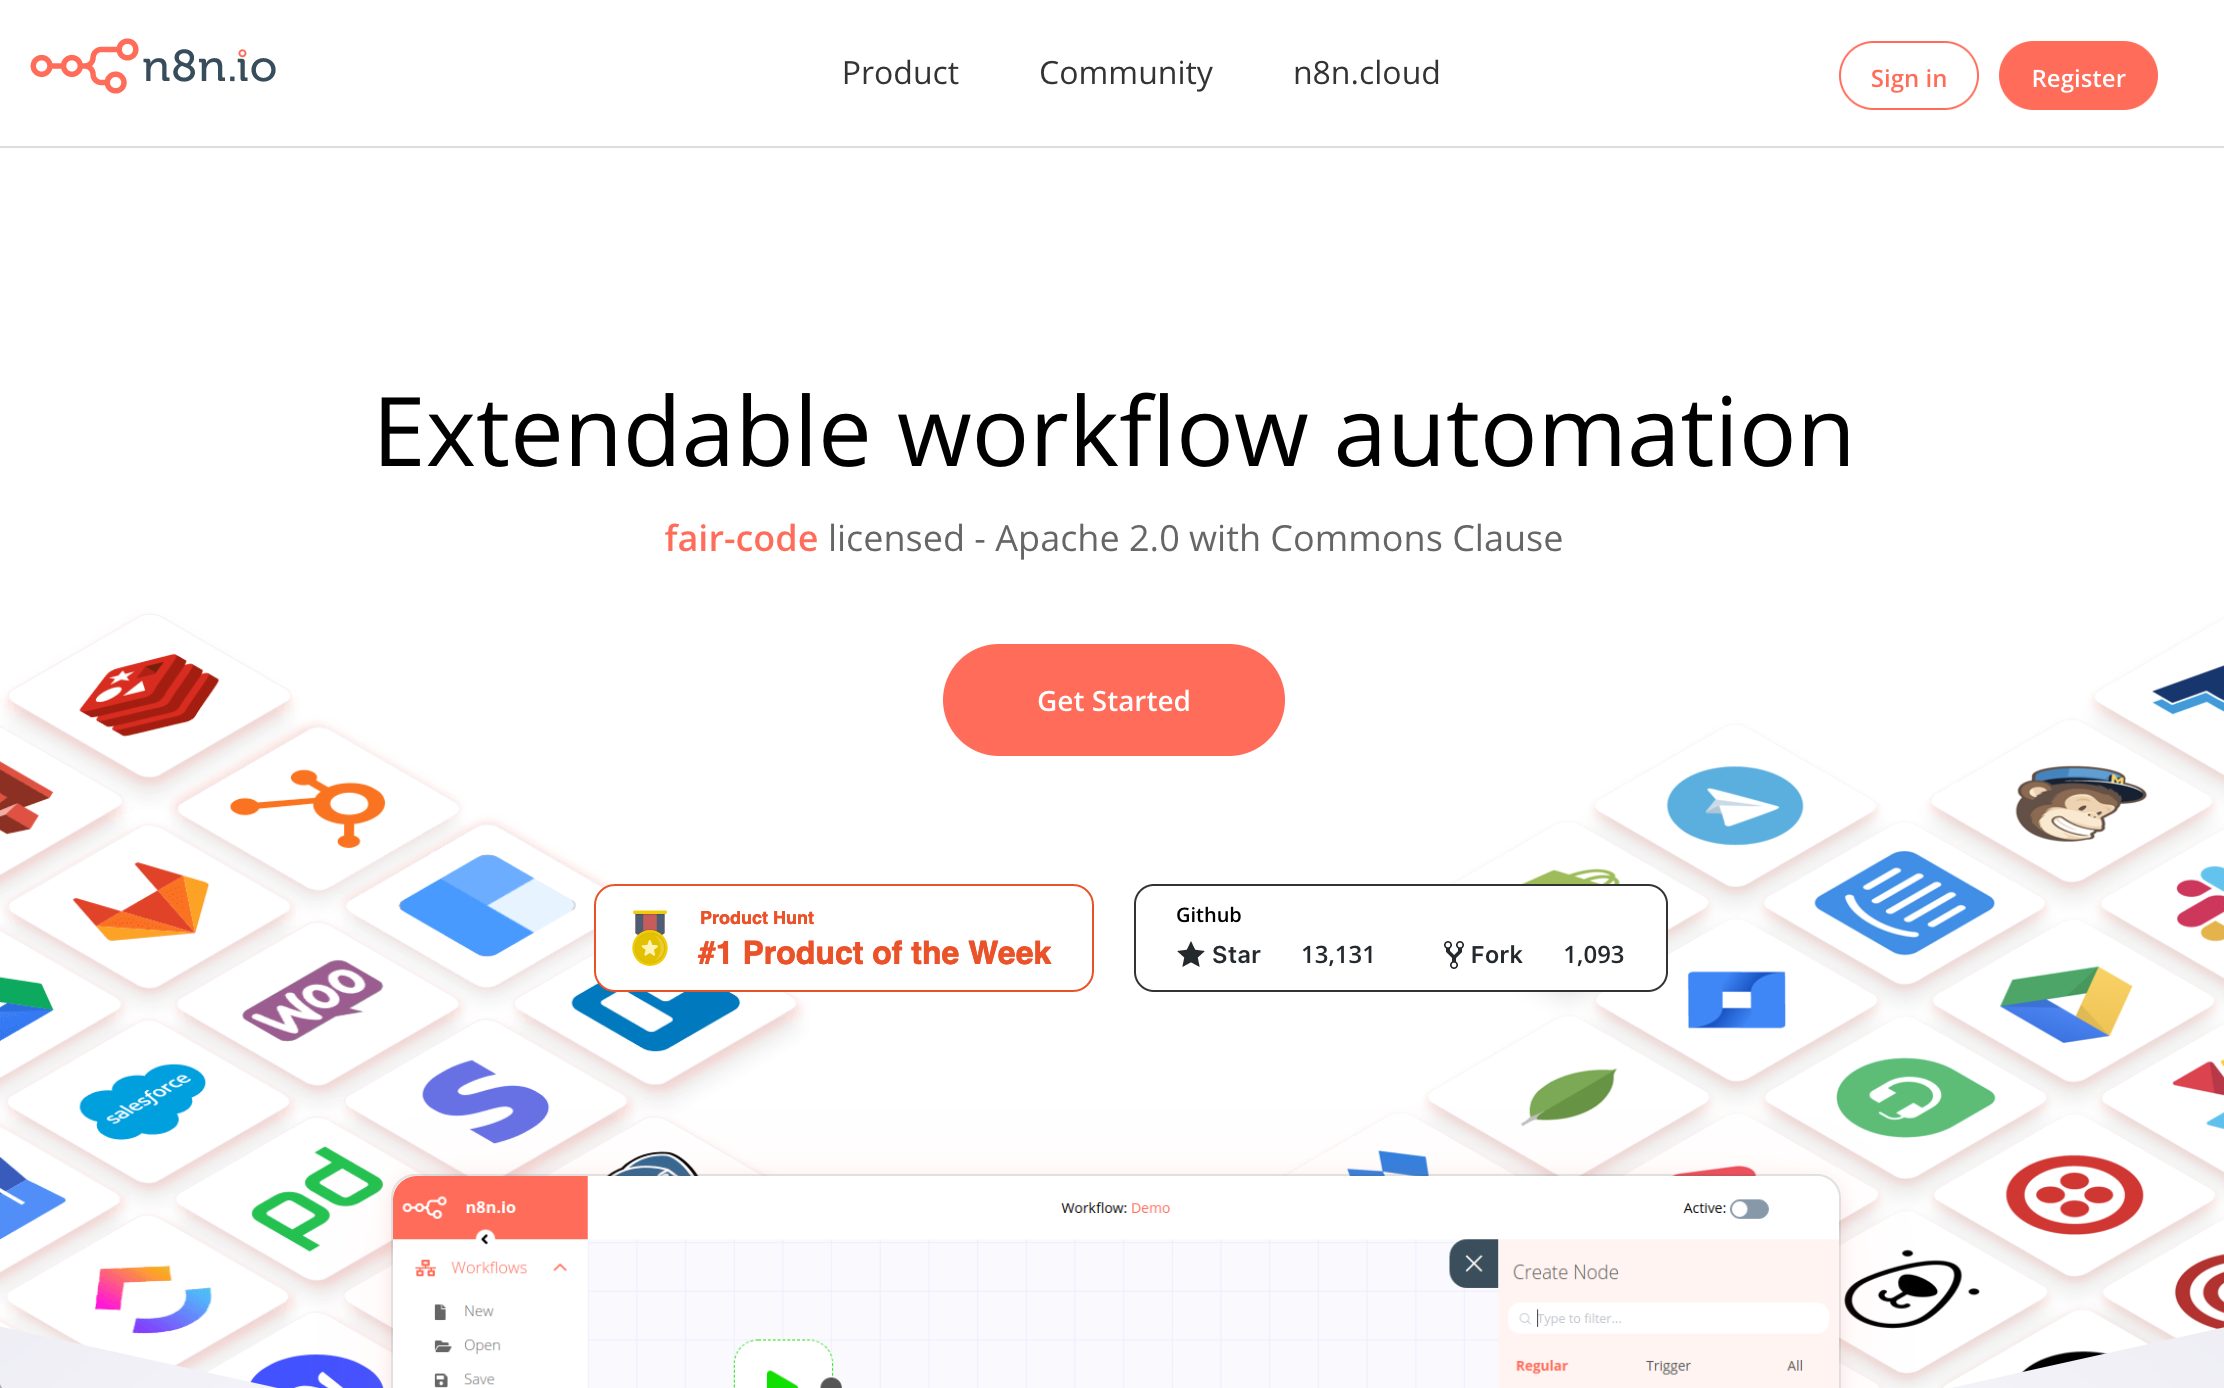 n8n.io
Product
Community
n8n.cloud
Sign in
Register
Extendable workflow automation
fair-code licensed - Apache 2.0 with Commons Clause
Get Started
Product Hunt
#1 Product of the Week
Github
Star 13,131 Fork 1,093
woo
salesforce
pd
n8n.io
Workflow: Demo
Active:
Workflows
New
Open
Save
Create Node
Type to filter...
Regular
Trigger
All